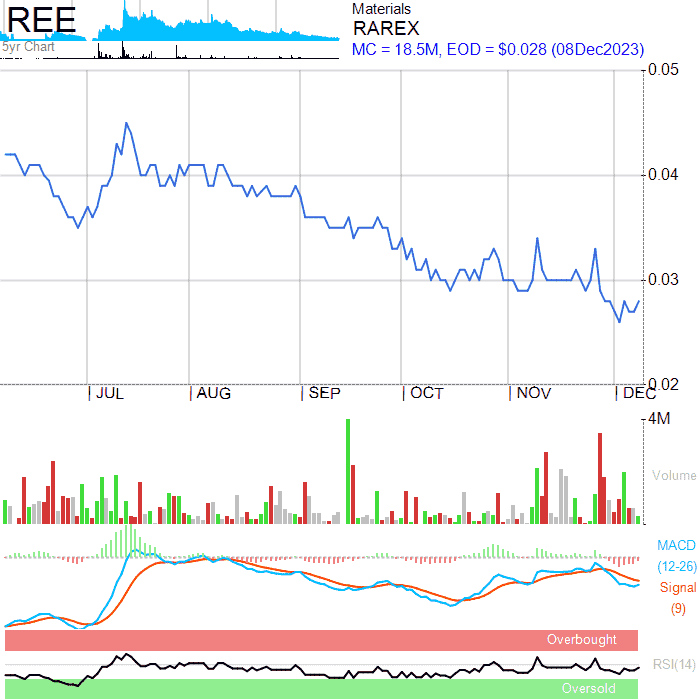 REE
5yr Chart
Materials
RAREX
MC = 18.5M, EOD = $0.028 (08Dec2023)
0.05
0.04
0.03
0.02
JUL AUG SEP OCT NOV DEC
4M
Volume
MACD
(12-26)
Signal
(9)
Overbought
RSI(14)
Oversold